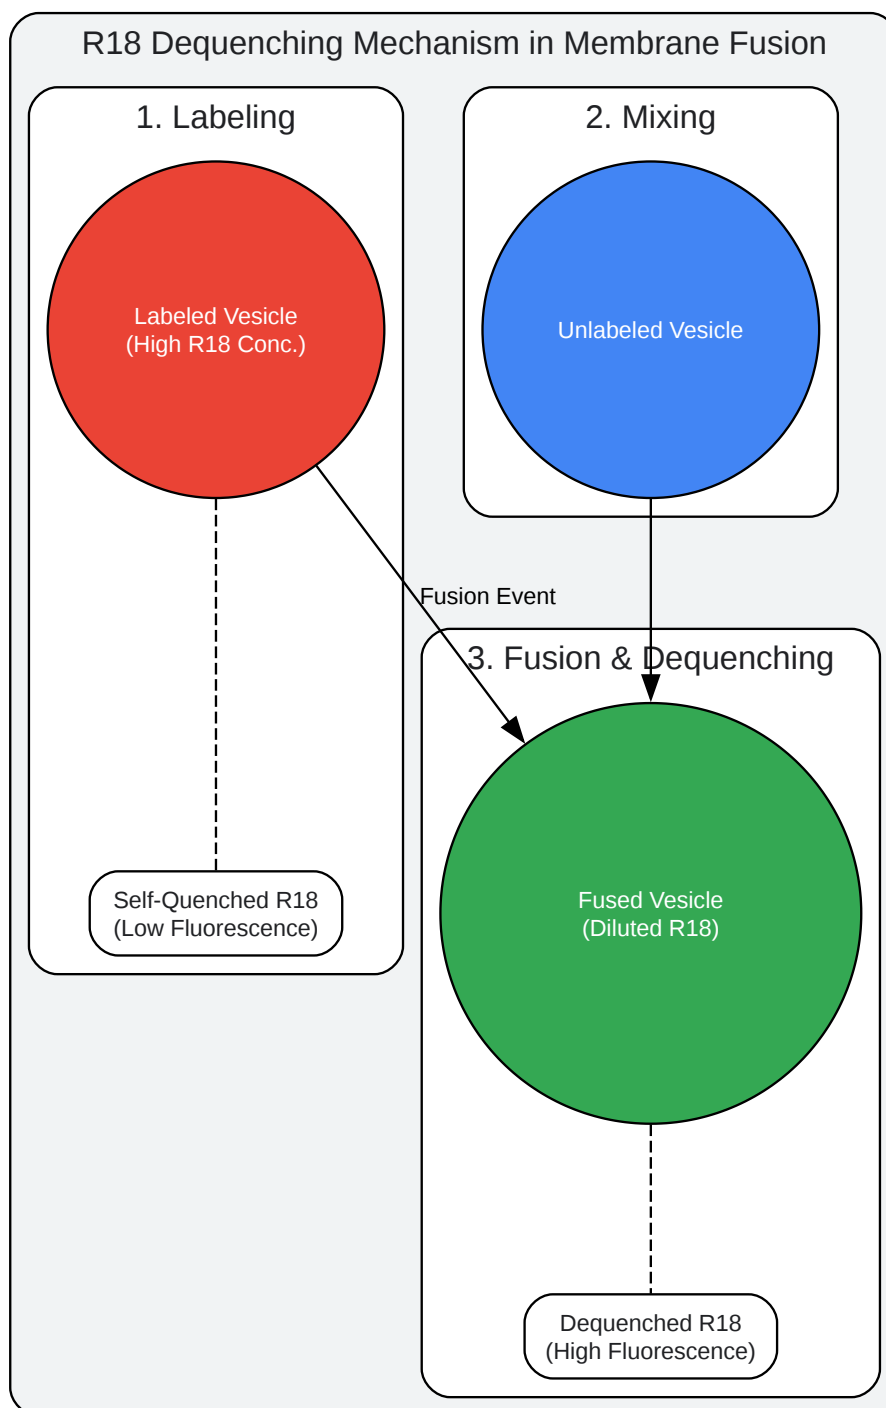 R18 Dequenching Mechanism in Membrane Fusion
1. Labeling
Labeled Vesicle
(High R18 Conc.)
Self-Quenched R18
(Low Fluorescence)
2. Mixing
Unlabeled Vesicle
Fusion Event
3. Fusion & Dequenching
Fused Vesicle
(Diluted R18)
Dequenched R18
(High Fluorescence)